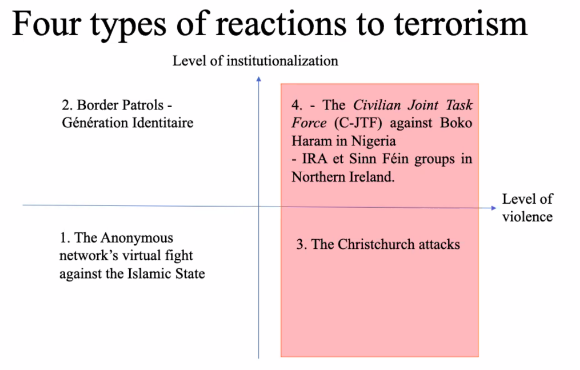 Four types of reactions to terrorism
Level of institutionalization
2. Border Patrols -
Génération Identitaire
4. - The Civilian Joint Task
Force (C-JTF) against Boko
Haram in Nigeria
- IRA et Sinn Féin groups in
Northern Ireland.
Level of
violence
1. The Anonymous
network’s virtual fight
against the Islamic State
3. The Christchurch attacks